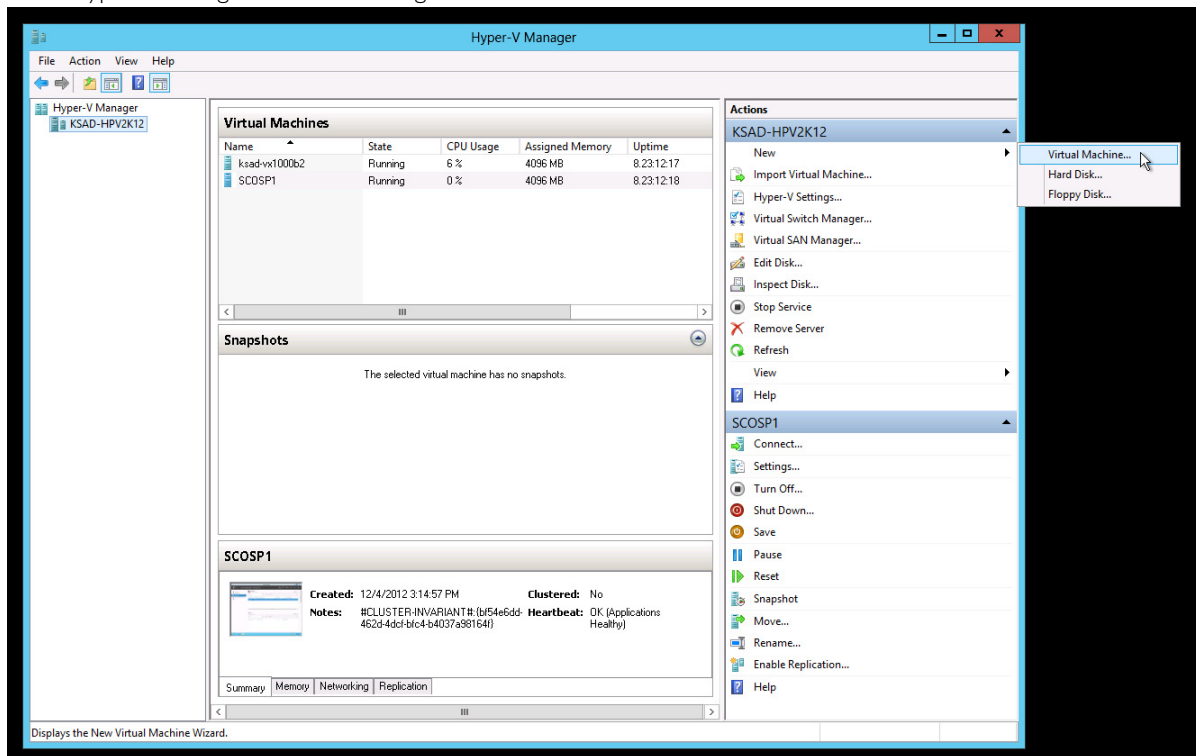 Hyper-V Manager
File Action View Help
Hyper-V Manager
KSAD-HPV2K12
Virtual Machines
Name State CPU Usage Assigned Memory Uptime
ksad-vx1000b2 Running 6 % 4096 MB 8.23:12:17
SCOSP1 Running 0 % 4096 MB 8.23:12:18
Snapshots
The selected virtual machine has no snapshots.
SCOSP1
Created: 12/4/2012 3:14:57 PM Clustered: No
Notes: #CLUSTER-INVARIANT#:{bf54e6dd- Heartbeat: OK (Applications
462d-4dcf-bfc4-b4037a98164f} Healthy)
Summary Memory Networking Replication
Actions
KSAD-HPV2K12
New
Import Virtual Machine...
Hyper-V Settings...
Virtual Switch Manager...
Virtual SAN Manager...
Edit Disk...
Inspect Disk...
Stop Service
Remove Server
Refresh
View
Help
SCOSP1
Connect...
Settings...
Turn Off...
Shut Down...
Save
Pause
Reset
Snapshot
Move...
Rename...
Enable Replication...
Help
Virtual Machine...
Hard Disk...
Floppy Disk...
Displays the New Virtual Machine Wizard.